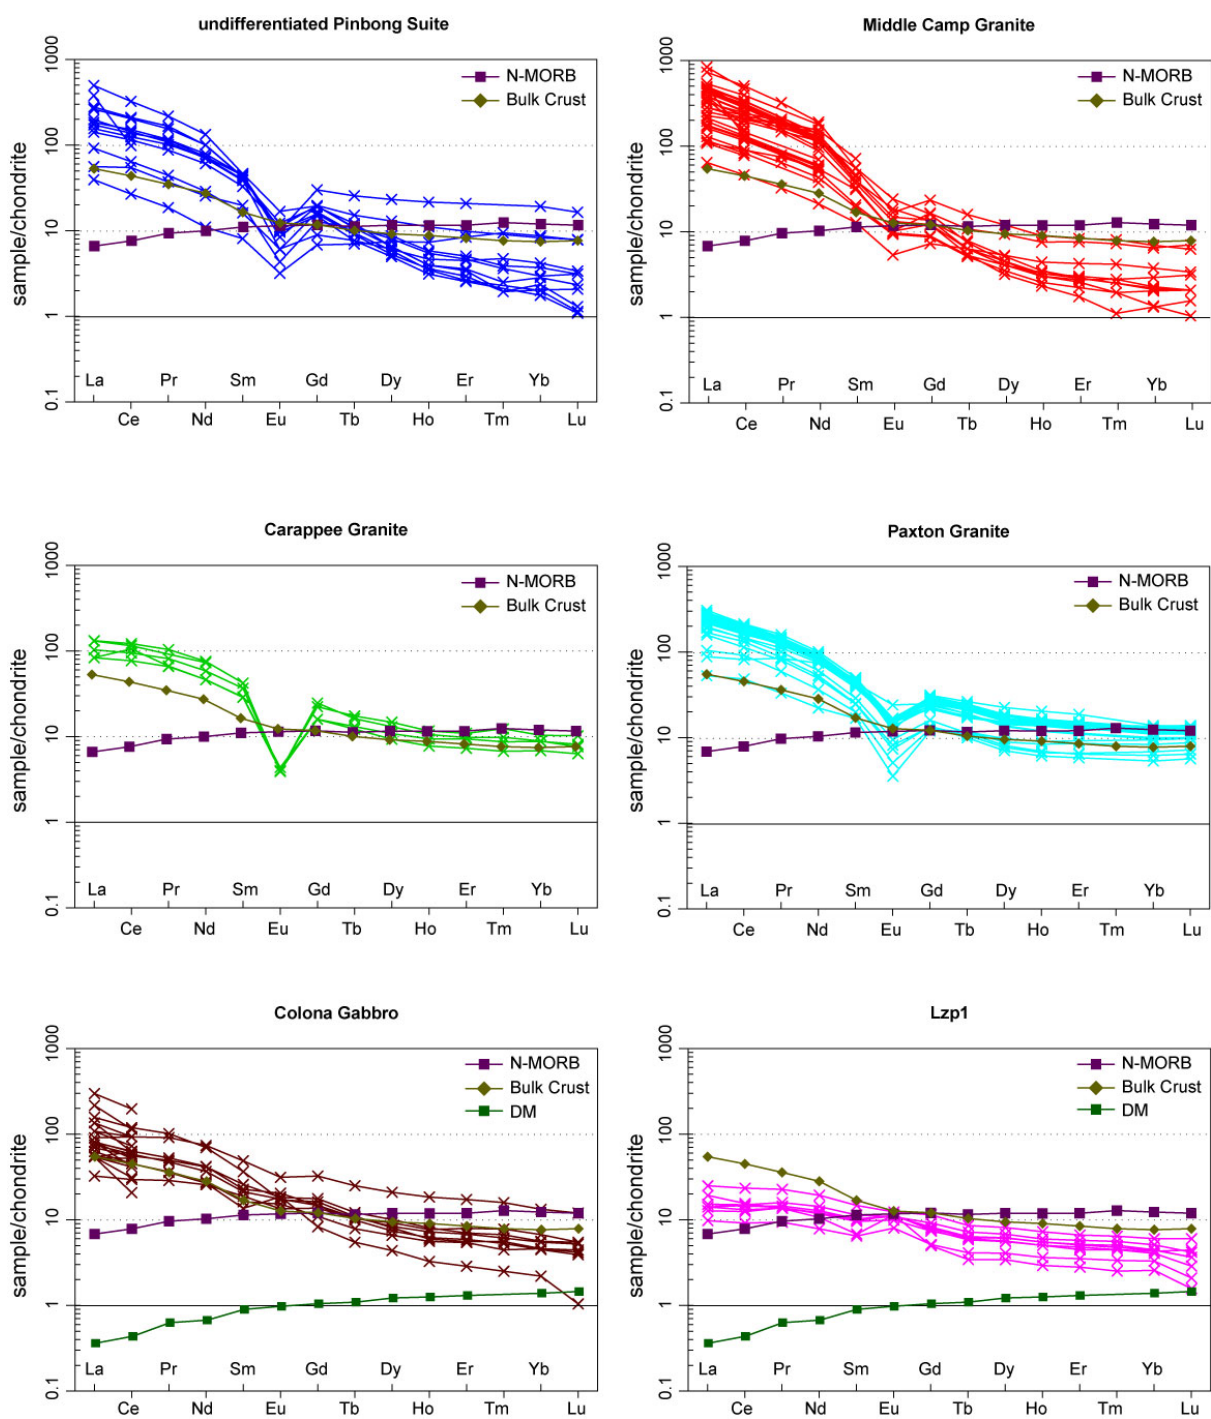 undifferentiated Pinbong Suite
sample/chondrite
1000
100
10
1
0.1
N-MORB
Bulk Crust
La Pr Sm Gd Dy Er Yb
Ce Nd Eu Tb Ho Tm Lu
Middle Camp Granite
sample/chondrite
1000
100
10
1
0.1
N-MORB
Bulk Crust
La Pr Sm Gd Dy Er Yb
Ce Nd Eu Tb Ho Tm Lu
Carappee Granite
sample/chondrite
1000
100
10
1
0.1
N-MORB
Bulk Crust
La Pr Sm Gd Dy Er Yb
Ce Nd Eu Tb Ho Tm Lu
Paxton Granite
sample/chondrite
1000
100
10
1
0.1
N-MORB
Bulk Crust
La Pr Sm Gd Dy Er Yb
Ce Nd Eu Tb Ho Tm Lu
Colona Gabbro
sample/chondrite
1000
100
10
1
0.1
N-MORB
Bulk Crust
DM
La Pr Sm Gd Dy Er Yb
Ce Nd Eu Tb Ho Tm Lu
Lzp1
sample/chondrite
1000
100
10
1
0.1
N-MORB
Bulk Crust
DM
La Pr Sm Gd Dy Er Yb
Ce Nd Eu Tb Ho Tm Lu